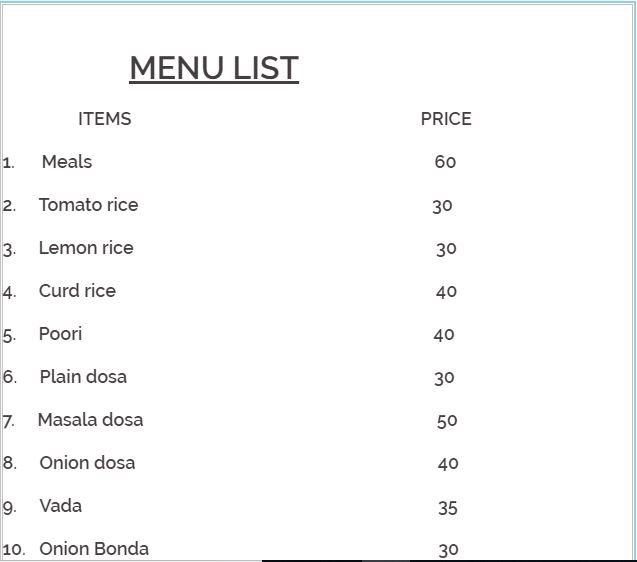 MENU LIST
ITEMS PRICE
1. Meals 60
2. Tomato rice 30
3. Lemon rice 30
4. Curd rice 40
5. Poori 40
6. Plain dosa 30
7. Masala dosa 50
8. Onion dosa 40
9. Vada 35
10. Onion Bonda 30